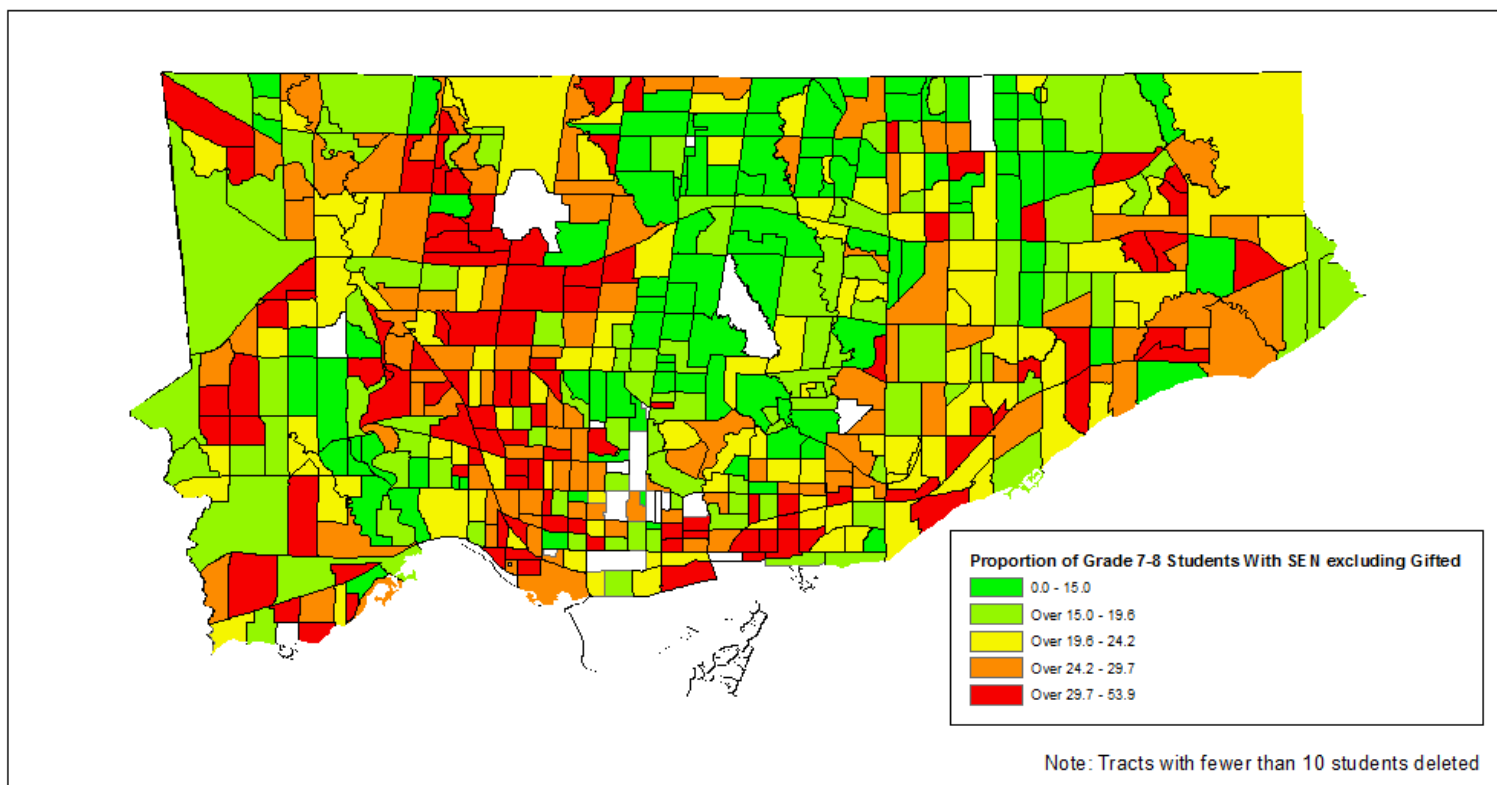 Proportion of Grade 7-8 Students With SEN excluding Gifted
0.0 - 15.0
Over 15.0 - 19.6
Over 19.6 - 24.2
Over 24.2 - 29.7
Over 29.7 - 53.9
Note: Tracts with fewer than 10 students deleted